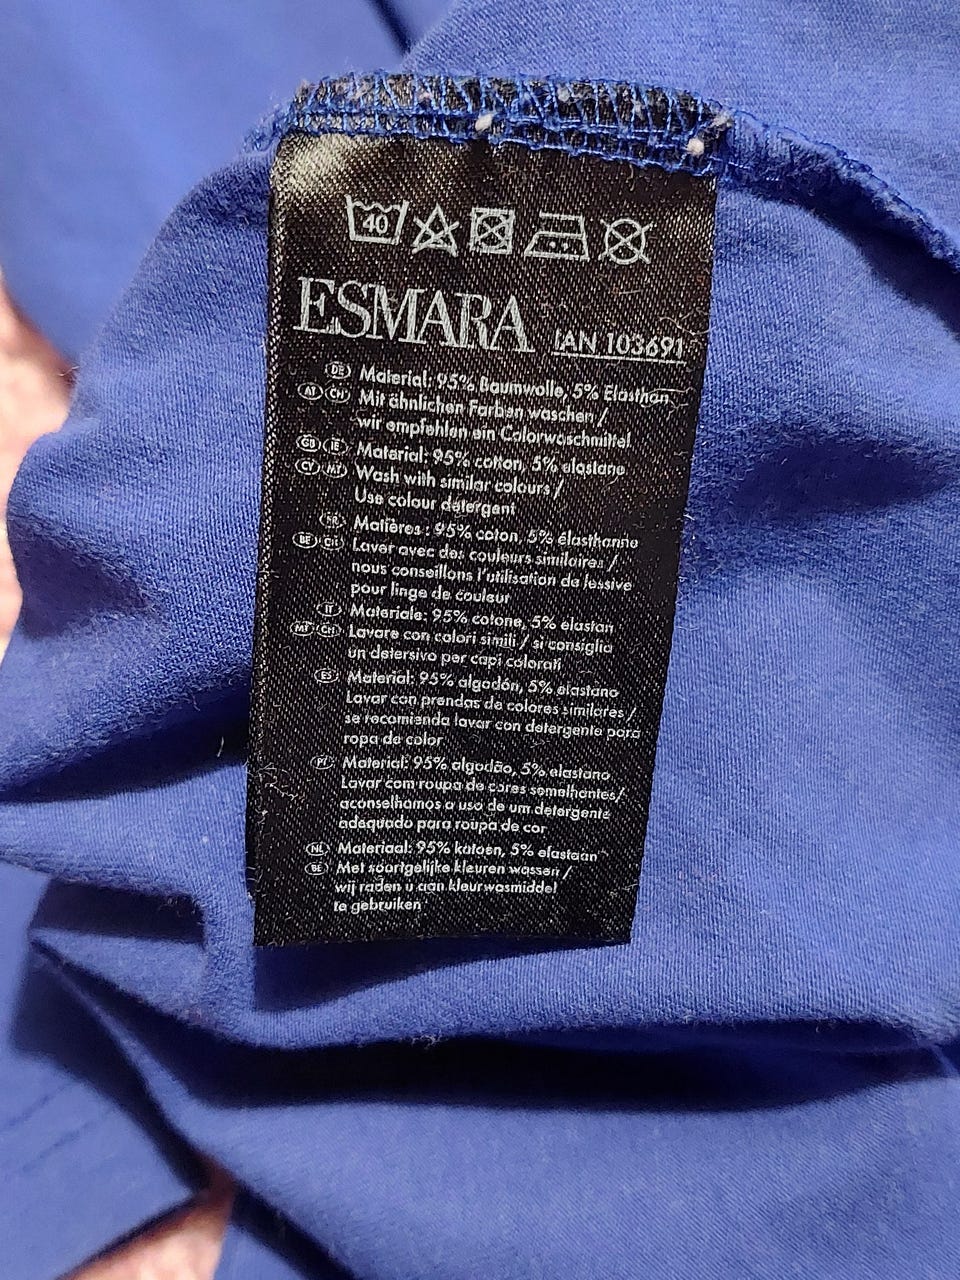 40
ESMARA IAN 103691
DE Material: 95% Baumwolle, 5% Elasthan
AT CH Mit ähnlichen Farben waschen /
wir empfehlen ein Colorwaschmittel
GB IE Material: 95% cotton, 5% elastane
CY MT Wash with similar colours /
Use colour detergent
FR Matières : 95% coton, 5% élasthanne
BE CH Laver avec des couleurs similaires /
nous conseillons l'utilisation de lessive
pour linge de couleur
IT Materiale: 95% cotone, 5% elastan
MT CH Lavare con colori simili / si consiglia
un detersivo per capi colorati
ES Material: 95% algodón, 5% elastano
Lavar con prendas de colores similares /
se recomienda lavar con detergente para
ropa de color
PT Material: 95% algodão, 5% elastano
Lavar com roupa de cores semelhantes/
aconselhamos a uso de um detergente
adequado para roupa de cor
NL Materiaal: 95% katoen, 5% elastaan
BE Met soortgelijke kleuren wassen /
wij raden u aan kleurwasmiddel
te gebruiken